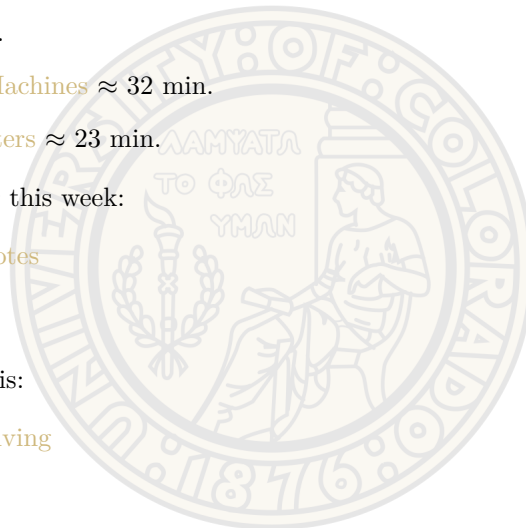 .
Machines ≈ 32 min.
ters ≈ 23 min.
this week:
otes
is:
ving
UNIVERSITY·OF·COLORADO
ΛΑΜΨΑΤΩ
ΤΟ ΦΩΣ
ΥΜΩΝ
·1876·